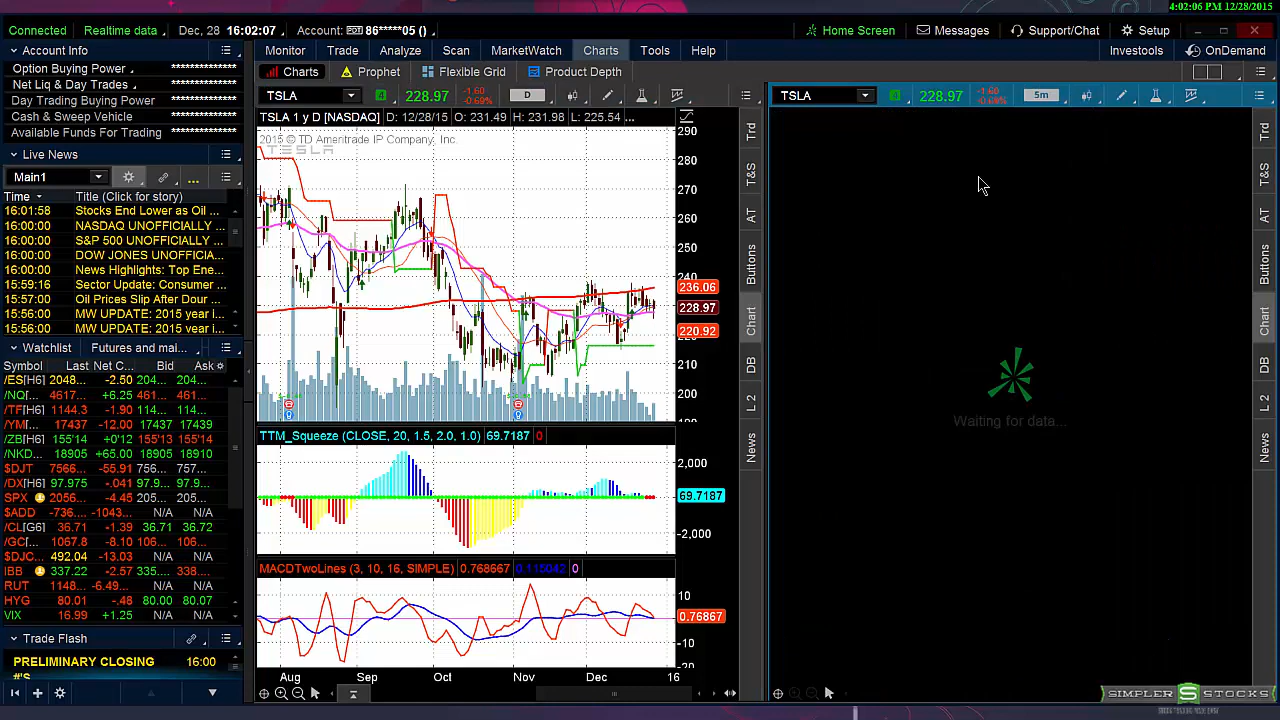 4:02:06 PM 12/28/2015
Connected Realtime data Dec, 28 16:02:07 Account: 86*****05 () Home Screen Messages Support/Chat Setup
Account Info Monitor Trade Analyze Scan MarketWatch Charts Tools Help Investools OnDemand
Charts Prophet Flexible Grid Product Depth
Option Buying Power **************
Net Liq & Day Trades **************
Day Trading Buying Power **************
Cash & Sweep Vehicle **************
Available Funds For Trading **************
Live News
Main1 ...
Time Title (Click for story)
16:01:58 Stocks End Lower as Oil ...
16:00:00 NASDAQ UNOFFICIALLY ...
16:00:00 S&P 500 UNOFFICIALLY ...
16:00:00 DOW JONES UNOFFICIA...
16:00:00 News Highlights: Top Ene...
15:59:16 Sector Update: Consumer ...
15:57:00 Oil Prices Slip After Dour ...
15:56:00 MW UPDATE: 2015 year i...
15:56:00 MW UPDATE: 2015 year i...
Watchlist Futures and mai...
Symbol Last Net C... Bid Ask
/ES[H6] 2048... -2.50 204... 204...
/NQ[... 4617... +6.25 461... 461...
/TF[H6] 1144.3 -1.90 114... 114...
/YM[... 17437 -12.00 17437 17439
/ZB[H6] 155'14 +0'12 155'13 155'14
/NKD... 18905 +65.00 18905 18910
$DJT 7566... -55.91 756... 757...
/DX[H6] 97.975 -.041 97.9... 97.9...
SPX 2056... -4.45 205... 205...
$ADD -736.... -1043... N/A N/A
/CL[G6] 36.71 -1.39 36.71 36.72
/GC[... 1067.8 -8.10 106... 106...
$DJC... 492.04 -13.03 N/A N/A
IBB 337.22 -2.57 335.... 338....
RUT 1148... -6.49... N/A N/A
HYG 80.01 -.48 80.00 80.07
VIX 16.99 +1.25 N/A N/A
Trade Flash
PRELIMINARY CLOSING 16:00
#'S
TSLA 228.97 -1.60 -0.69% D
TSLA 1 y D [NASDAQ] D: 12/28/15 O: 231.49 H: 231.98 L: 225.54 ...
2015 © TD Ameritrade IP Company, Inc.
TESLA
290
280
270
260
250
240
236.06
228.97
220.92
210
200
TTM_Squeeze (CLOSE, 20, 1.5, 2.0, 1.0) 69.7187 0
2,000
69.7187
-2,000
MACDTwoLines (3, 10, 16, SIMPLE) 0.768667 0.115042 0
10
0.76867
-10
-20
Aug Sep Oct Nov Dec 16
Trd
T&S
AT
Buttons
Chart
DB
L 2
News
TSLA 228.97 -1.60 -0.69% 5m
Waiting for data...
Trd
T&S
AT
Buttons
Chart
DB
L 2
News
SIMPLER S STOCKS